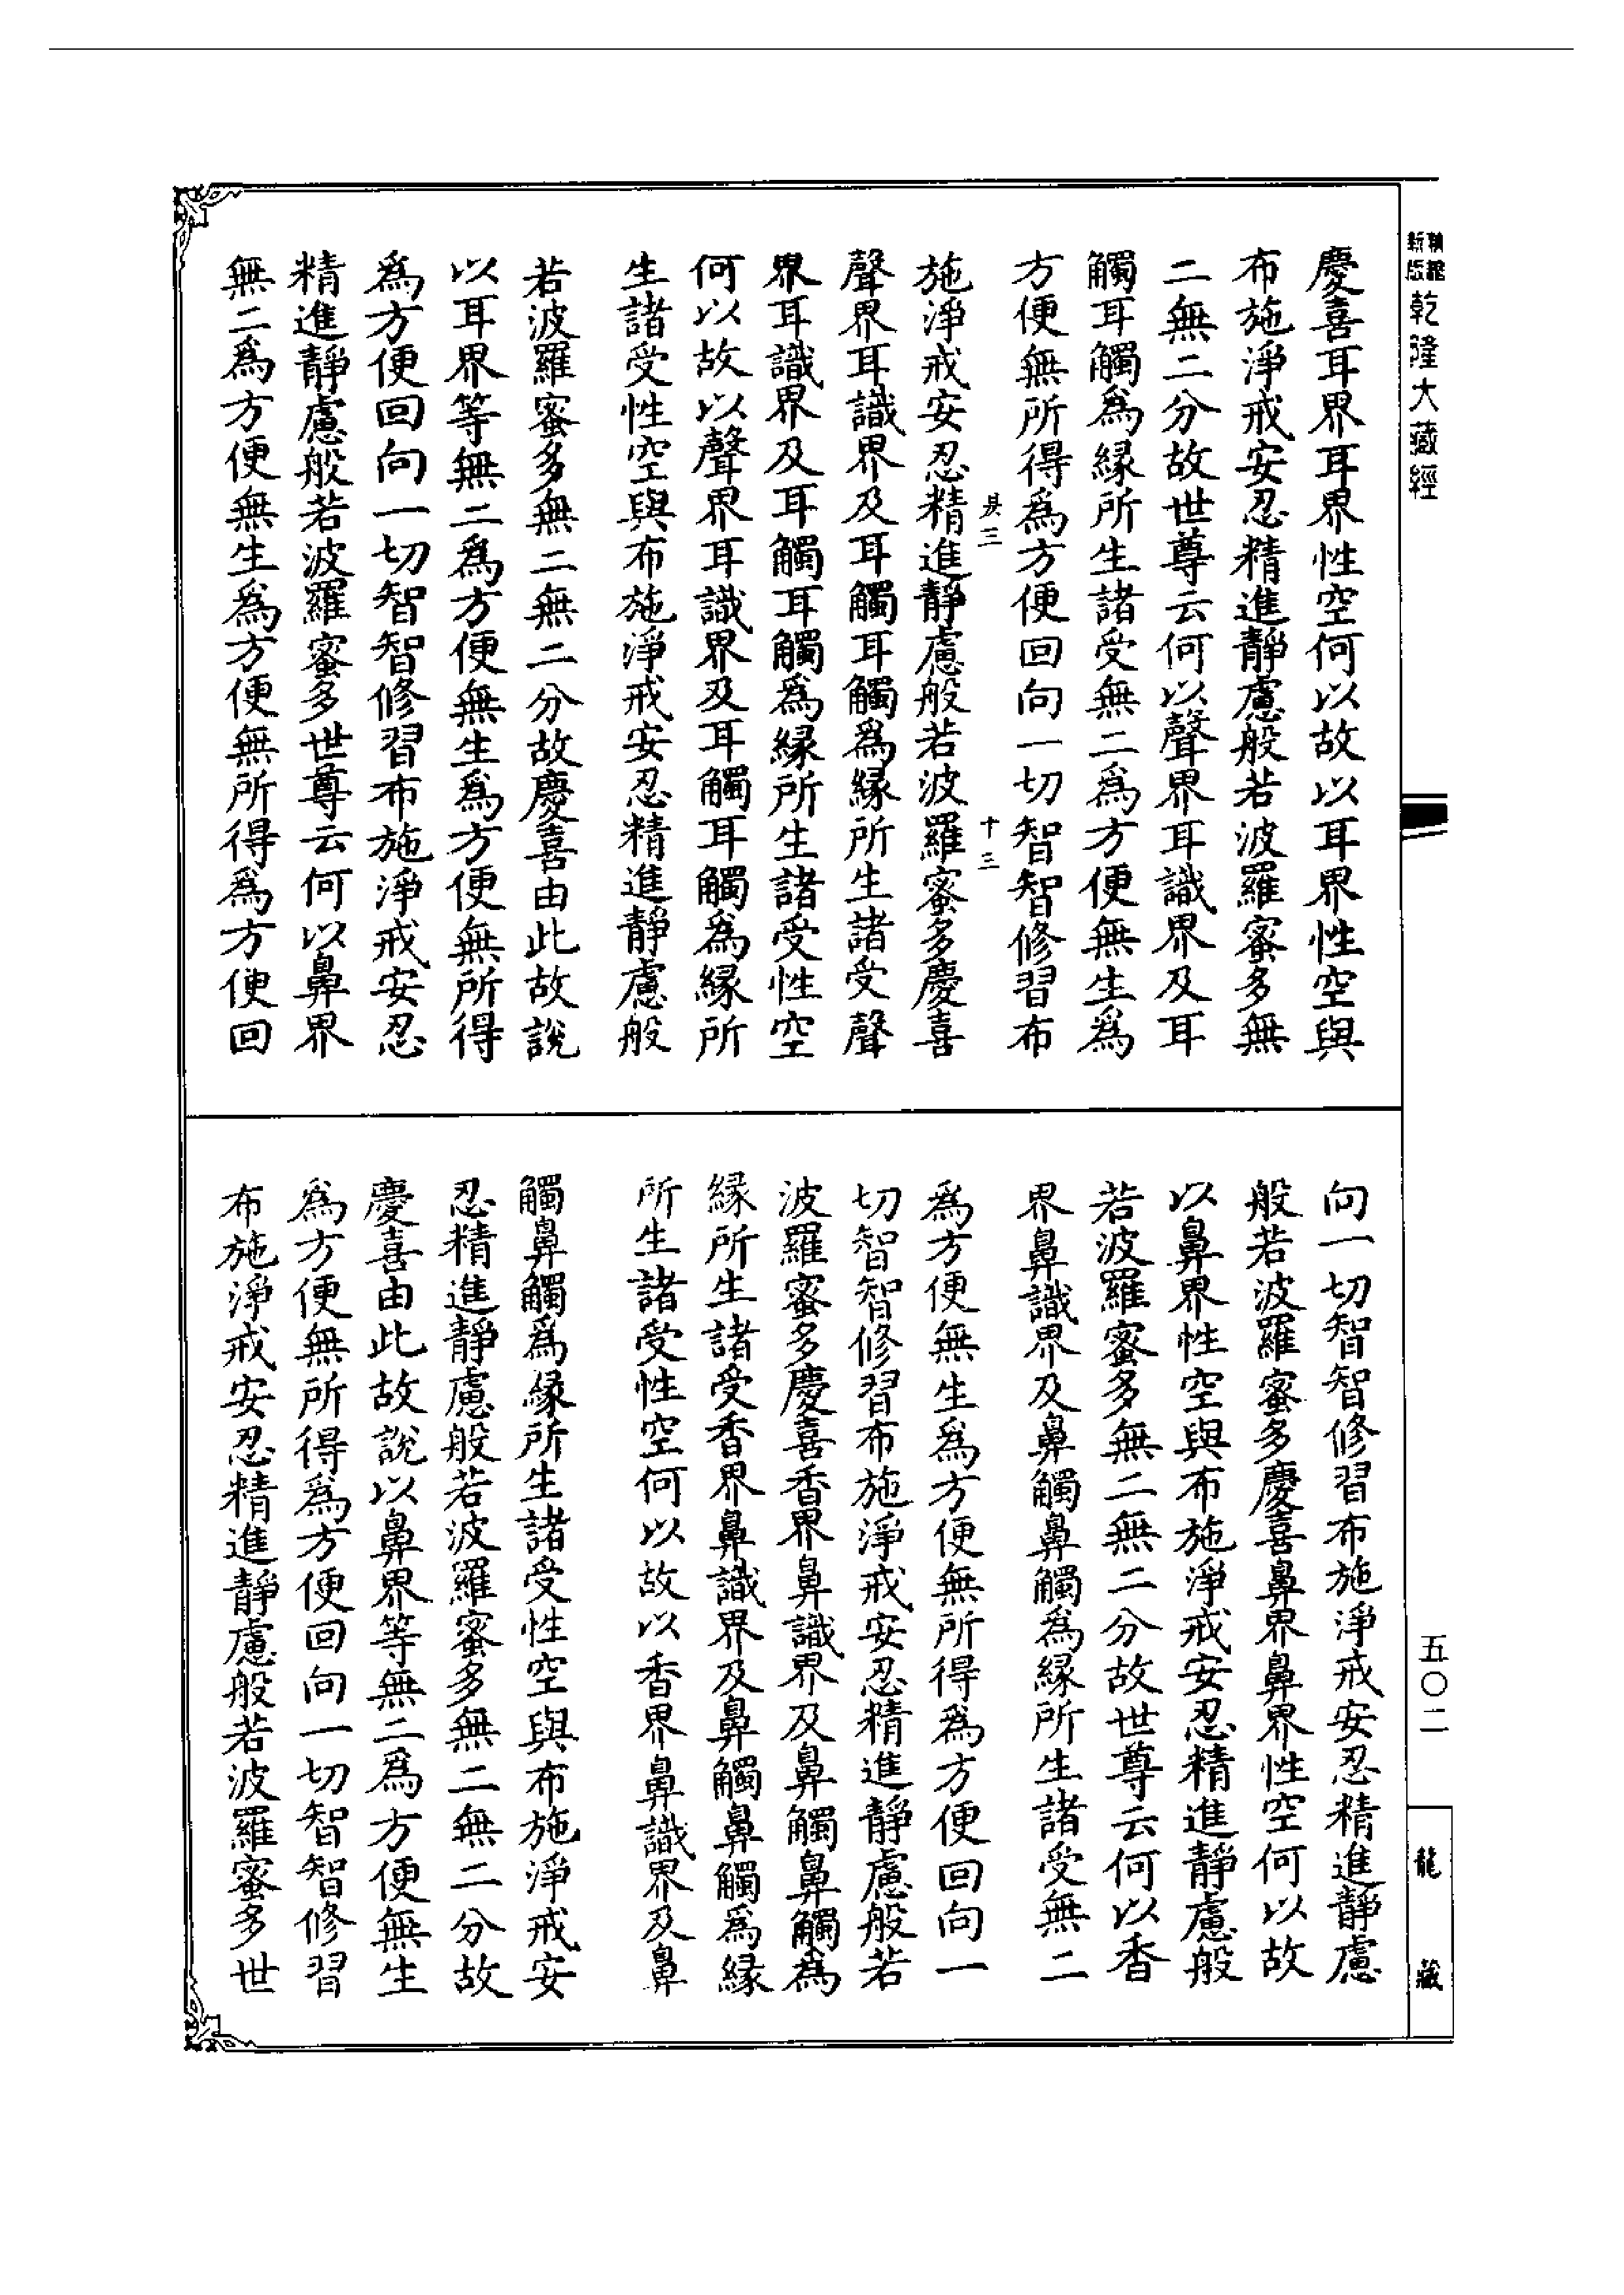 新編縮版乾隆大藏經
慶喜耳界耳界性空何以故以耳界性空與
布施淨戒安忍精進靜慮般若波羅蜜多無
二無二分故世尊云何以聲界耳識界及耳
觸耳觸爲緣所生諸受無二爲方便無生爲
方便無所得爲方便回向一切智智修習布
三
十三
施淨戒安忍精進靜慮般若波羅蜜多慶喜
聲界耳識界及耳觸耳觸爲緣所生諸受聲
界耳識界及耳觸耳觸爲緣所生諸受性空
何以故以聲界耳識界及耳觸耳觸爲緣所
生諸受性空與布施淨戒安忍精進靜慮般
若波羅蜜多無二無二分故慶喜由此故說
以耳界等無二爲方便無生爲方便無所得
爲方便回向一切智智修習布施淨戒安忍
精進靜慮般若波羅蜜多世尊云何以鼻界
無二爲方便無生爲方便無所得爲方便回
向一切智智修習布施淨戒安忍精進靜慮
般若波羅蜜多慶喜鼻界鼻界性空何以故
以鼻界性空與布施淨戒安忍精進靜慮般
若波羅蜜多無二無二分故世尊云何以香
界鼻識界及鼻觸鼻觸爲緣所生諸受無二
爲方便無生爲方便無所得爲方便回向一
切智智修習布施淨戒安忍精進靜慮般若
波羅蜜多慶喜香界鼻識界及鼻觸鼻觸爲
緣所生諸受香界鼻識界及鼻觸鼻觸爲緣
所生諸受性空何以故以香界鼻識界及鼻
觸鼻觸爲緣所生諸受性空與布施淨戒安
忍精進靜慮般若波羅蜜多無二無二分故
慶喜由此故說以鼻界等無二爲方便無生
爲方便無所得爲方便回向一切智智修習
布施淨戒安忍精進靜慮般若波羅蜜多世
五〇二
龍藏